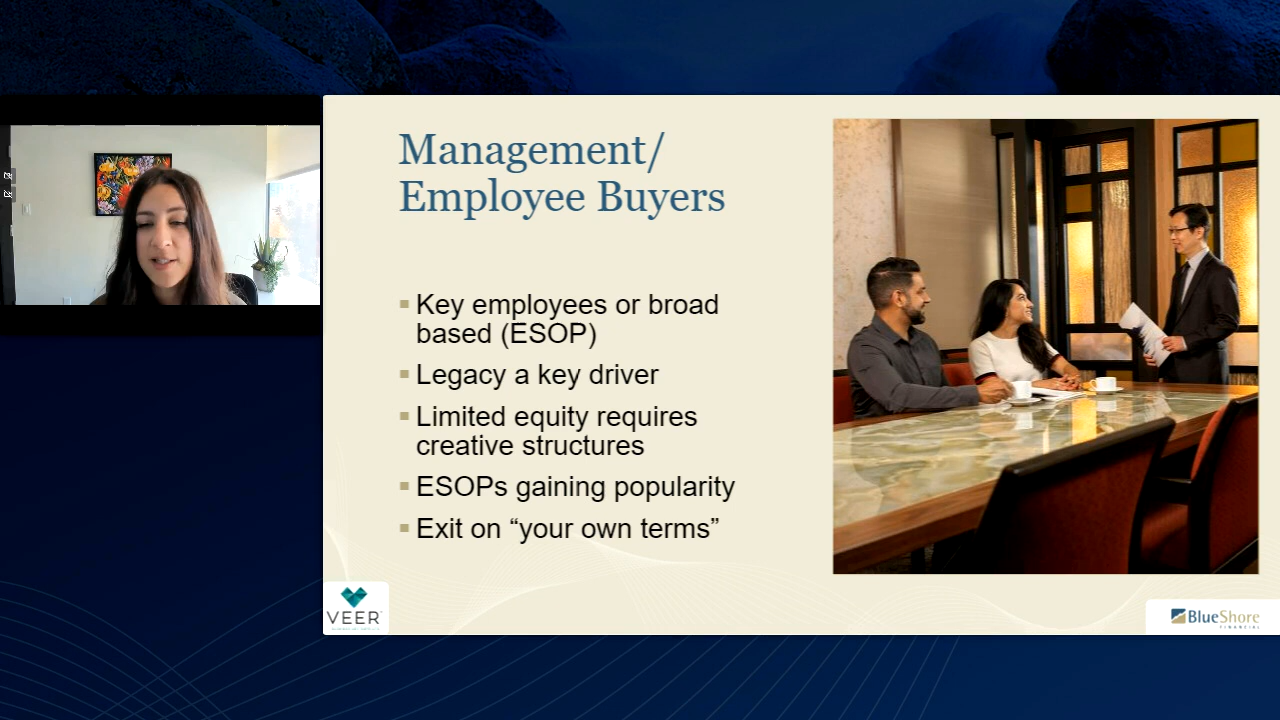 Management/
Employee Buyers
Key employees or broad
based (ESOP)
Legacy a key driver
Limited equity requires
creative structures
ESOPs gaining popularity
Exit on “your own terms”
VEER
BlueShore
FINANCIAL